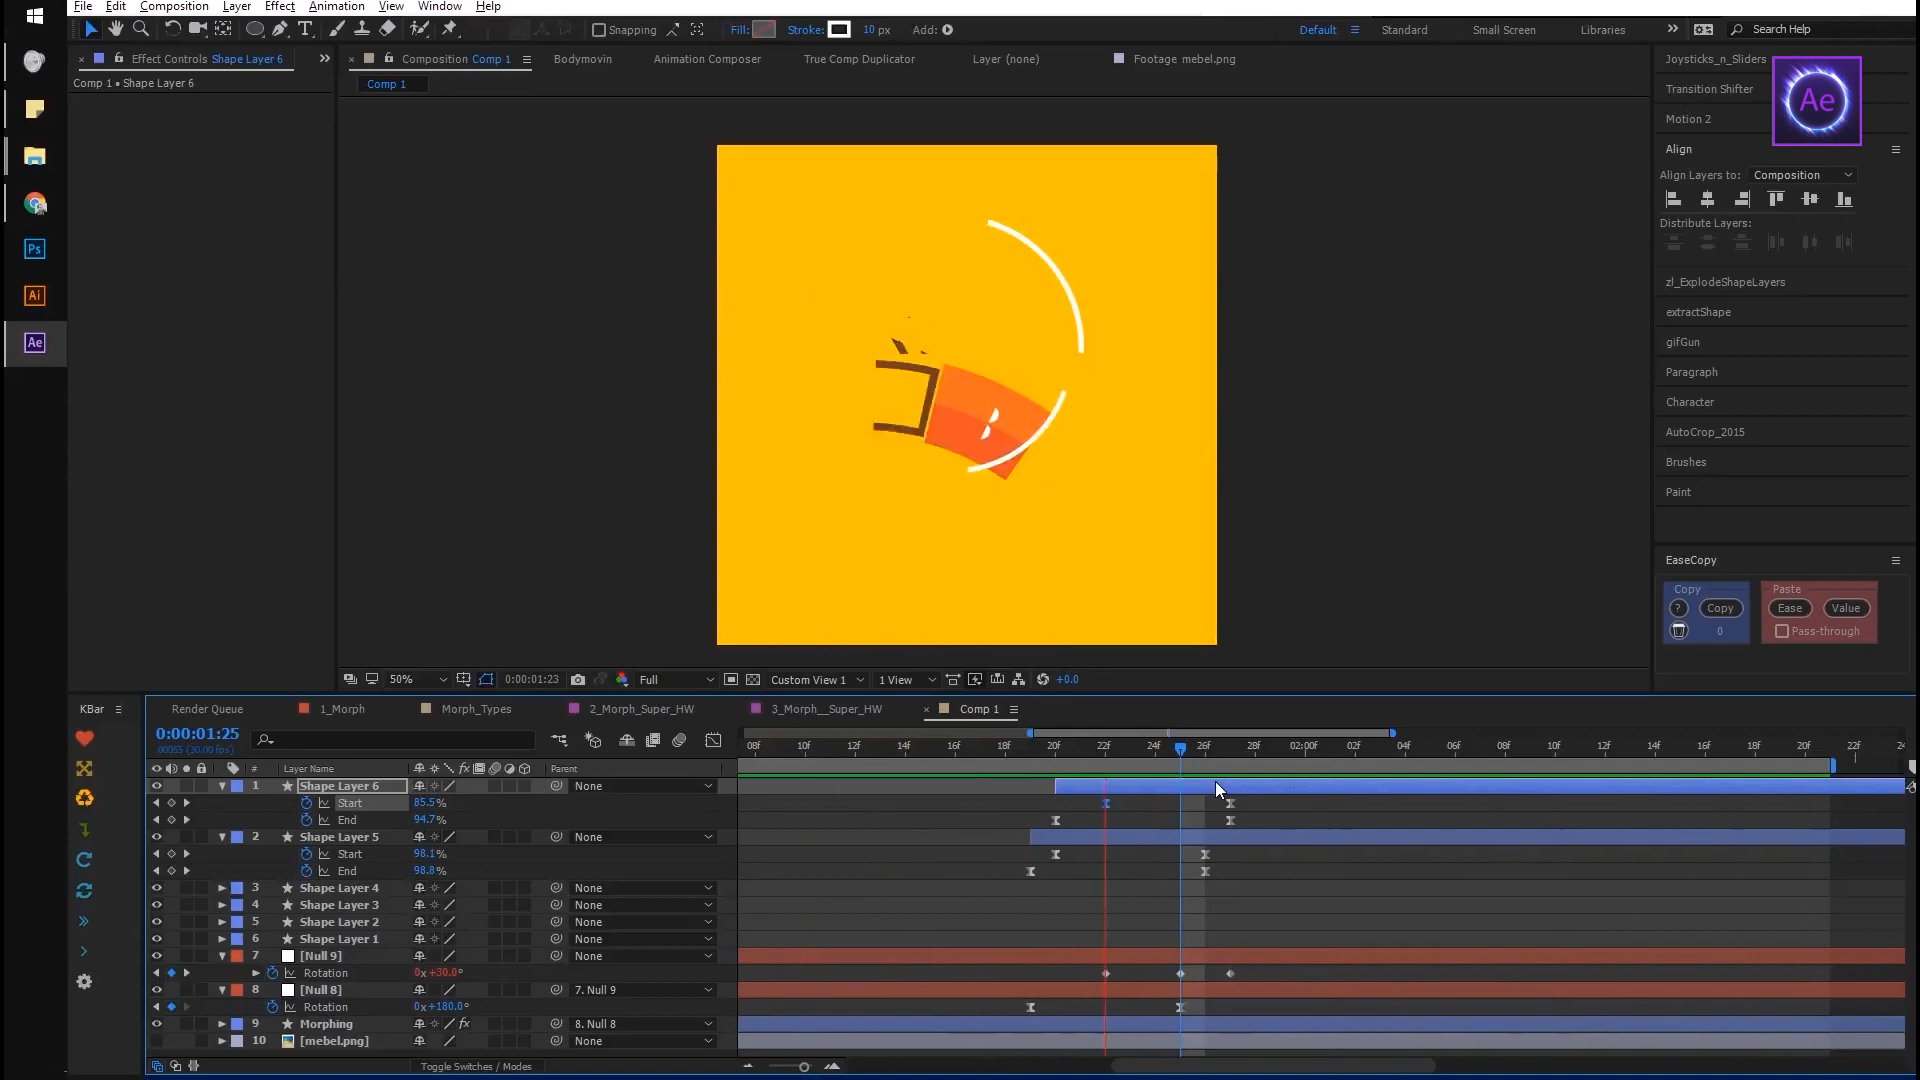 File Edit Composition Layer Effect Animation View Window Help
Snapping Fill: Stroke: 10 px Add: Default Standard Small Screen Libraries Search Help
Effect Controls Shape Layer 6 Composition Comp 1 Bodymovin Animation Composer True Comp Duplicator Layer (none) Footage mebel.png
Comp 1 • Shape Layer 6
Comp 1
Joysticks_n_Sliders
Transition Shifter
Motion 2
Ae
Align
Align Layers to: Composition
Distribute Layers:
zl_ExplodeShapeLayers
extractShape
gifGun
Paragraph
Character
AutoCrop_2015
Brushes
Paint
EaseCopy
Copy Paste
? Copy Ease Value
0 Pass-through
Ps
Ai
Ae
50% 0:00:01:23 Full Custom View 1 1 View +0.0
KBar Render Queue 1_Morph Morph_Types 2_Morph_Super_HW 3_Morph__Super_HW Comp 1
0:00:01:25
00055 (30.00 fps)
08f 10f 12f 14f 16f 18f 20f 22f 24f 26f 28f 02:00f 02f 04f 06f 08f 10f 12f 14f 16f 18f 20f 22f 24
# Layer Name fx Parent
1 Shape Layer 6 None
Start 85.5%
End 94.7%
2 Shape Layer 5 None
Start 98.1%
End 98.8%
3 Shape Layer 4 None
4 Shape Layer 3 None
5 Shape Layer 2 None
6 Shape Layer 1 None
7 [Null 9] None
Rotation 0x+30.0°
8 [Null 8] 7. Null 9
Rotation 0x+180.0°
9 Morphing fx 8. Null 8
10 [mebel.png] None
Toggle Switches / Modes